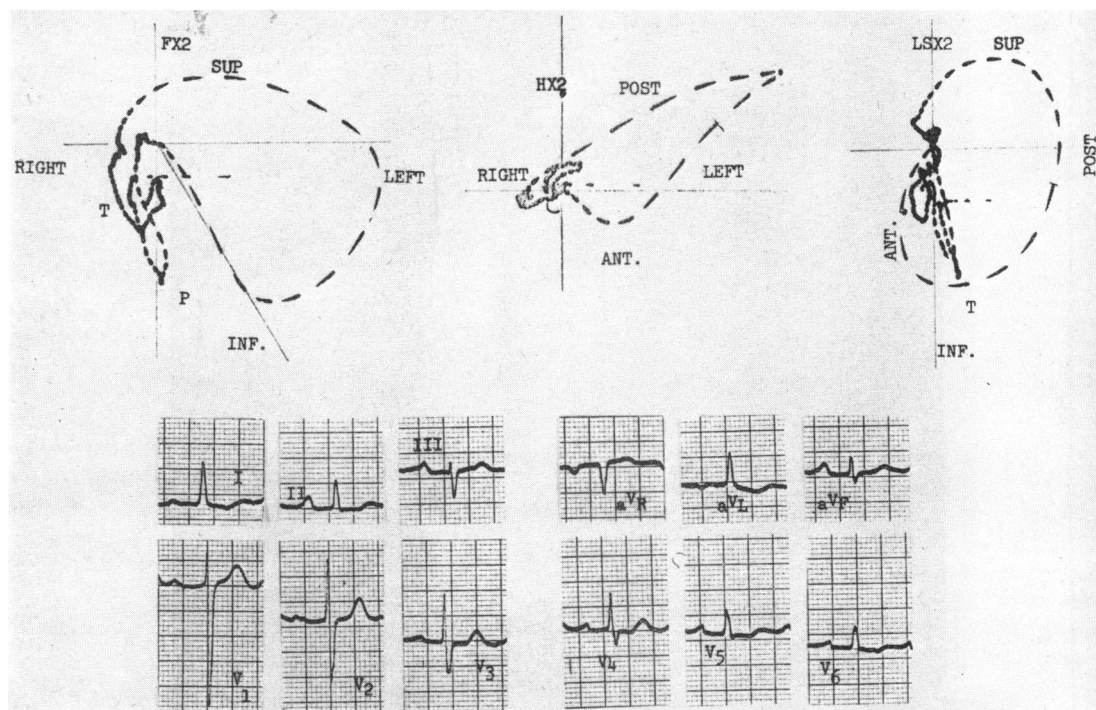 FX2
SUP
RIGHT
LEFT
T
P
INF.
HX2
POST
RIGHT
LEFT
ANT.
LSX2
SUP
POST
ANT.
T
INF.
I
II
III
aVR
aVL
aVF
V1
V2
V3
V4
V5
V6